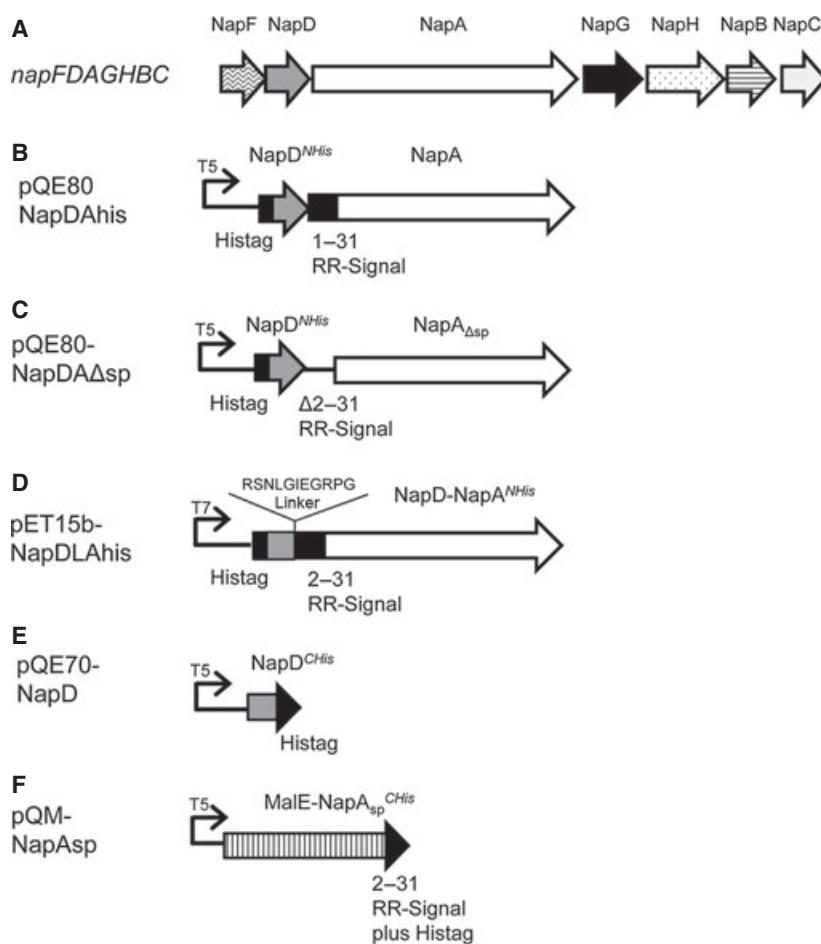 A
NapF NapD NapA NapG NapH NapB NapC
napFDAGHBC
B
NapD^NHis NapA
pQE80
NapDAhis
T5
Histag
1–31
RR-Signal
C
NapD^NHis NapA_Δsp
pQE80-
NapDAΔsp
T5
Histag
Δ2–31
RR-Signal
D
RSNLGIEGRPG
Linker
NapD-NapA^NHis
pET15b-
NapDLAhis
T7
Histag
2–31
RR-Signal
E
pQE70-
NapD
T5
NapD^CHis
Histag
F
pQM-
NapAsp
T5
MalE-NapA_sp^CHis
2–31
RR-Signal
plus Histag